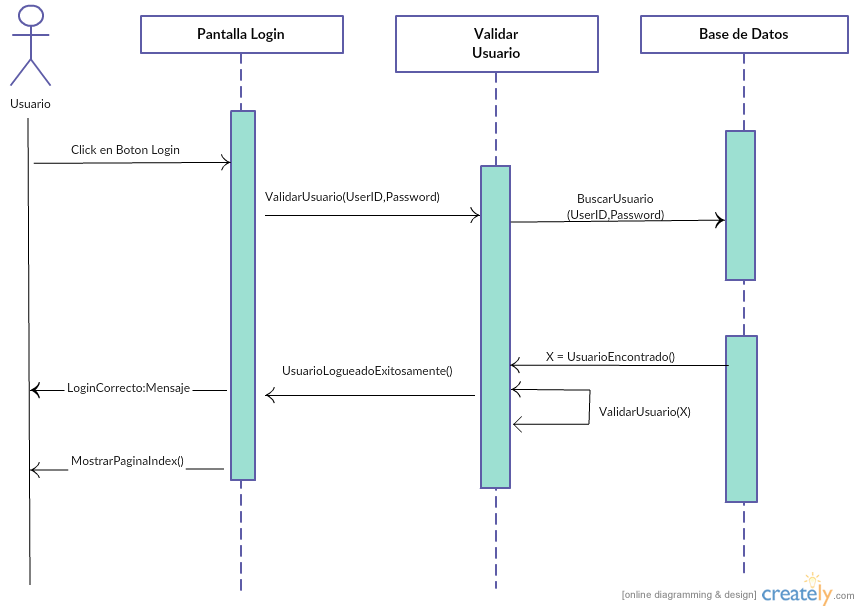 Pantalla Login
Validar
Usuario
Base de Datos
Usuario
Click en Boton Login
ValidarUsuario(UserID,Password)
BuscarUsuario
(UserID,Password)
X = UsuarioEncontrado()
UsuarioLogueadoExitosamente()
LoginCorrecto:Mensaje
ValidarUsuario(X)
MostrarPaginaIndex()
[online diagramming & design] creately.com